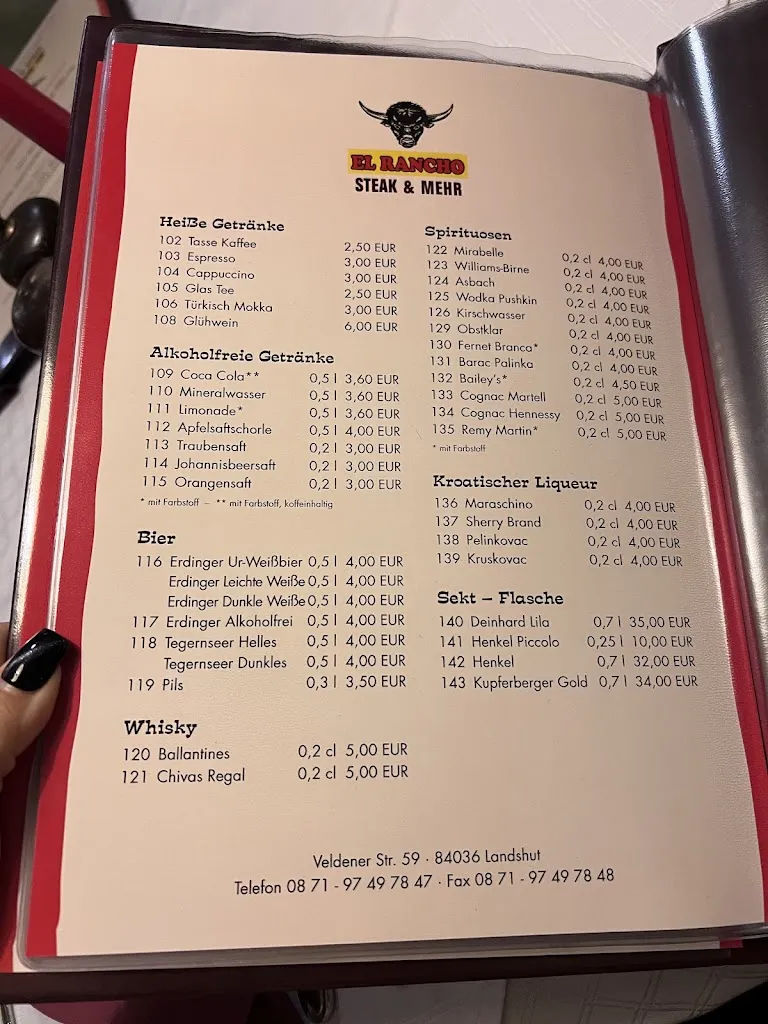 EL RANCHO
STEAK & MEHR
Heiße Getränke
102 Tasse Kaffee 2,50 EUR
103 Espresso 3,00 EUR
104 Cappuccino 3,00 EUR
105 Glas Tee 2,50 EUR
106 Türkisch Mokka 3,00 EUR
108 Glühwein 6,00 EUR
Alkoholfreie Getränke
109 Coca Cola** 0,5 l 3,60 EUR
110 Mineralwasser 0,5 l 3,60 EUR
111 Limonade* 0,5 l 3,60 EUR
112 Apfelsaftschorle 0,5 l 4,00 EUR
113 Traubensaft 0,2 l 3,00 EUR
114 Johannisbeersaft 0,2 l 3,00 EUR
115 Orangensaft 0,2 l 3,00 EUR
* mit Farbstoff – ** mit Farbstoff, koffeinhaltig
Bier
116 Erdinger Ur-Weißbier 0,5 l 4,00 EUR
Erdinger Leichte Weiße 0,5 l 4,00 EUR
Erdinger Dunkle Weiße 0,5 l 4,00 EUR
117 Erdinger Alkoholfrei 0,5 l 4,00 EUR
118 Tegernseer Helles 0,5 l 4,00 EUR
Tegernseer Dunkles 0,5 l 4,00 EUR
119 Pils 0,3 l 3,50 EUR
Whisky
120 Ballantines 0,2 cl 5,00 EUR
121 Chivas Regal 0,2 cl 5,00 EUR
Spirituosen
122 Mirabelle 0,2 cl 4,00 EUR
123 Williams-Birne 0,2 cl 4,00 EUR
124 Asbach 0,2 cl 4,00 EUR
125 Wodka Pushkin 0,2 cl 4,00 EUR
126 Kirschwasser 0,2 cl 4,00 EUR
129 Obstklar 0,2 cl 4,00 EUR
130 Fernet Branca* 0,2 cl 4,00 EUR
131 Barac Palinka 0,2 cl 4,00 EUR
132 Bailey's* 0,2 cl 4,50 EUR
133 Cognac Martell 0,2 cl 5,00 EUR
134 Cognac Hennessy 0,2 cl 5,00 EUR
135 Remy Martin* 0,2 cl 5,00 EUR
* mit Farbstoff
Kroatischer Liqueur
136 Maraschino 0,2 cl 4,00 EUR
137 Sherry Brand 0,2 cl 4,00 EUR
138 Pelinkovac 0,2 cl 4,00 EUR
139 Kruskovac 0,2 cl 4,00 EUR
Sekt – Flasche
140 Deinhard Lila 0,7 l 35,00 EUR
141 Henkel Piccolo 0,25 l 10,00 EUR
142 Henkel 0,7 l 32,00 EUR
143 Kupferberger Gold 0,7 l 34,00 EUR
Veldener Str. 59 · 84036 Landshut
Telefon 08 71 - 97 49 78 47 · Fax 08 71 - 97 49 78 48